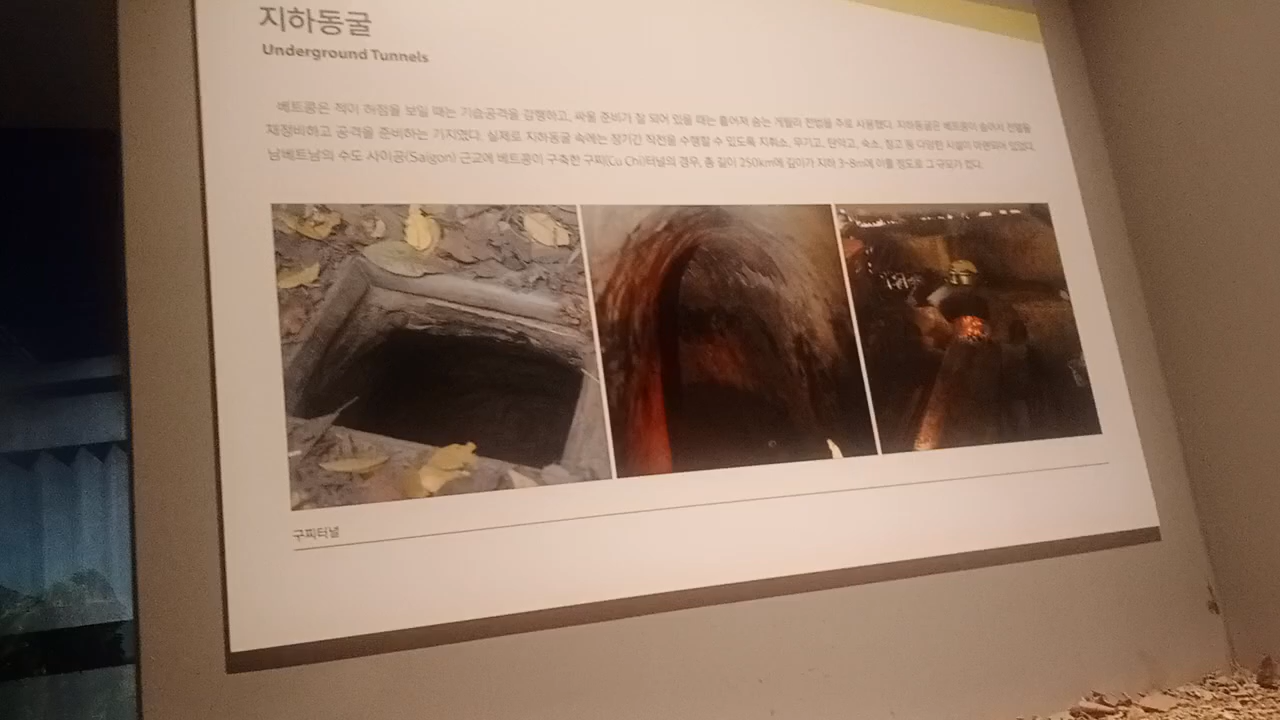 지하동굴
Underground Tunnels
베트콩은 적이 허점을 보일 때는 기습공격을 감행하고, 싸울 준비가 잘 되어 있을 때는 흩어져 숨는 게릴라 전법을 주로 사용했다. 지하동굴은 베트콩이 숨어서 전열을
재정비하고 공격을 준비하는 기지였다. 실제로 지하동굴 속에는 장기간 작전을 수행할 수 있도록 지휘소, 무기고, 탄약고, 숙소, 창고 등 다양한 시설이 마련되어 있었다.
남베트남의 수도 사이공(Saigon) 근교에 베트콩이 구축한 구찌(Cu Chi)터널의 경우, 총 길이 250km에 깊이가 지하 3~8m에 이를 정도로 그 규모가 컸다.
구찌터널